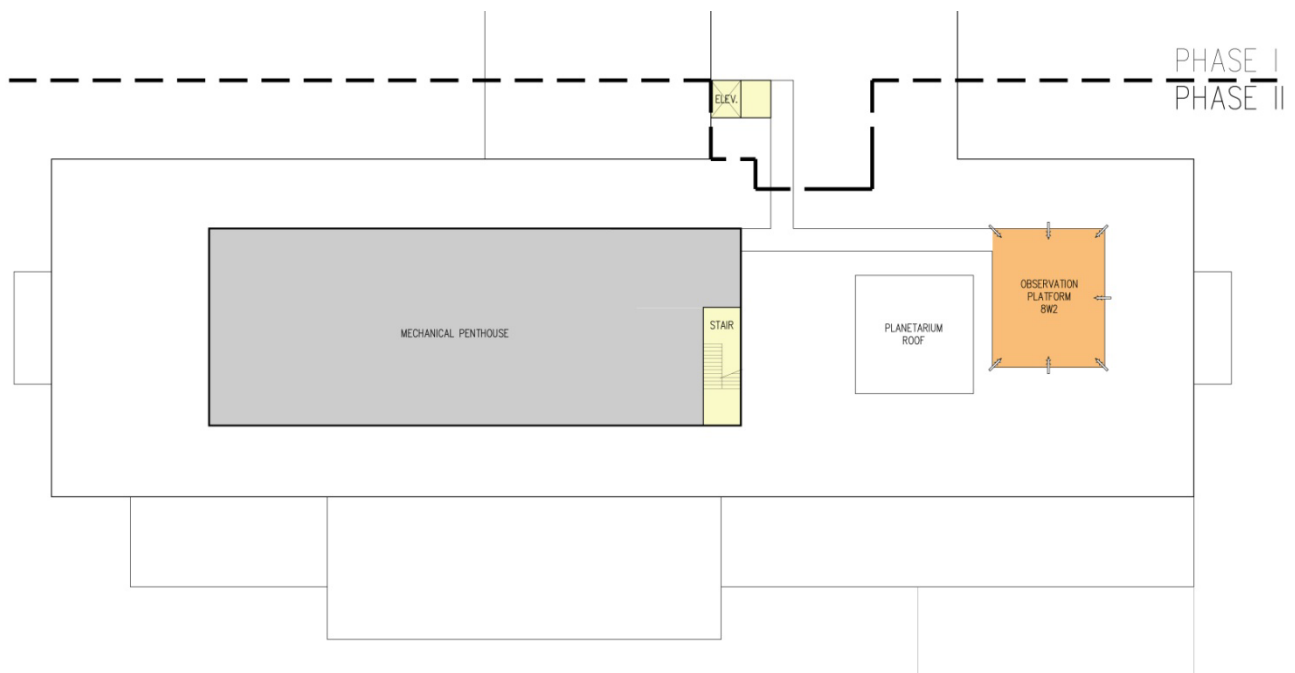 PHASE I
PHASE II
ELEV.
OBSERVATION
PLATFORM
8W2
STAIR
MECHANICAL PENTHOUSE
PLANETARIUM
ROOF